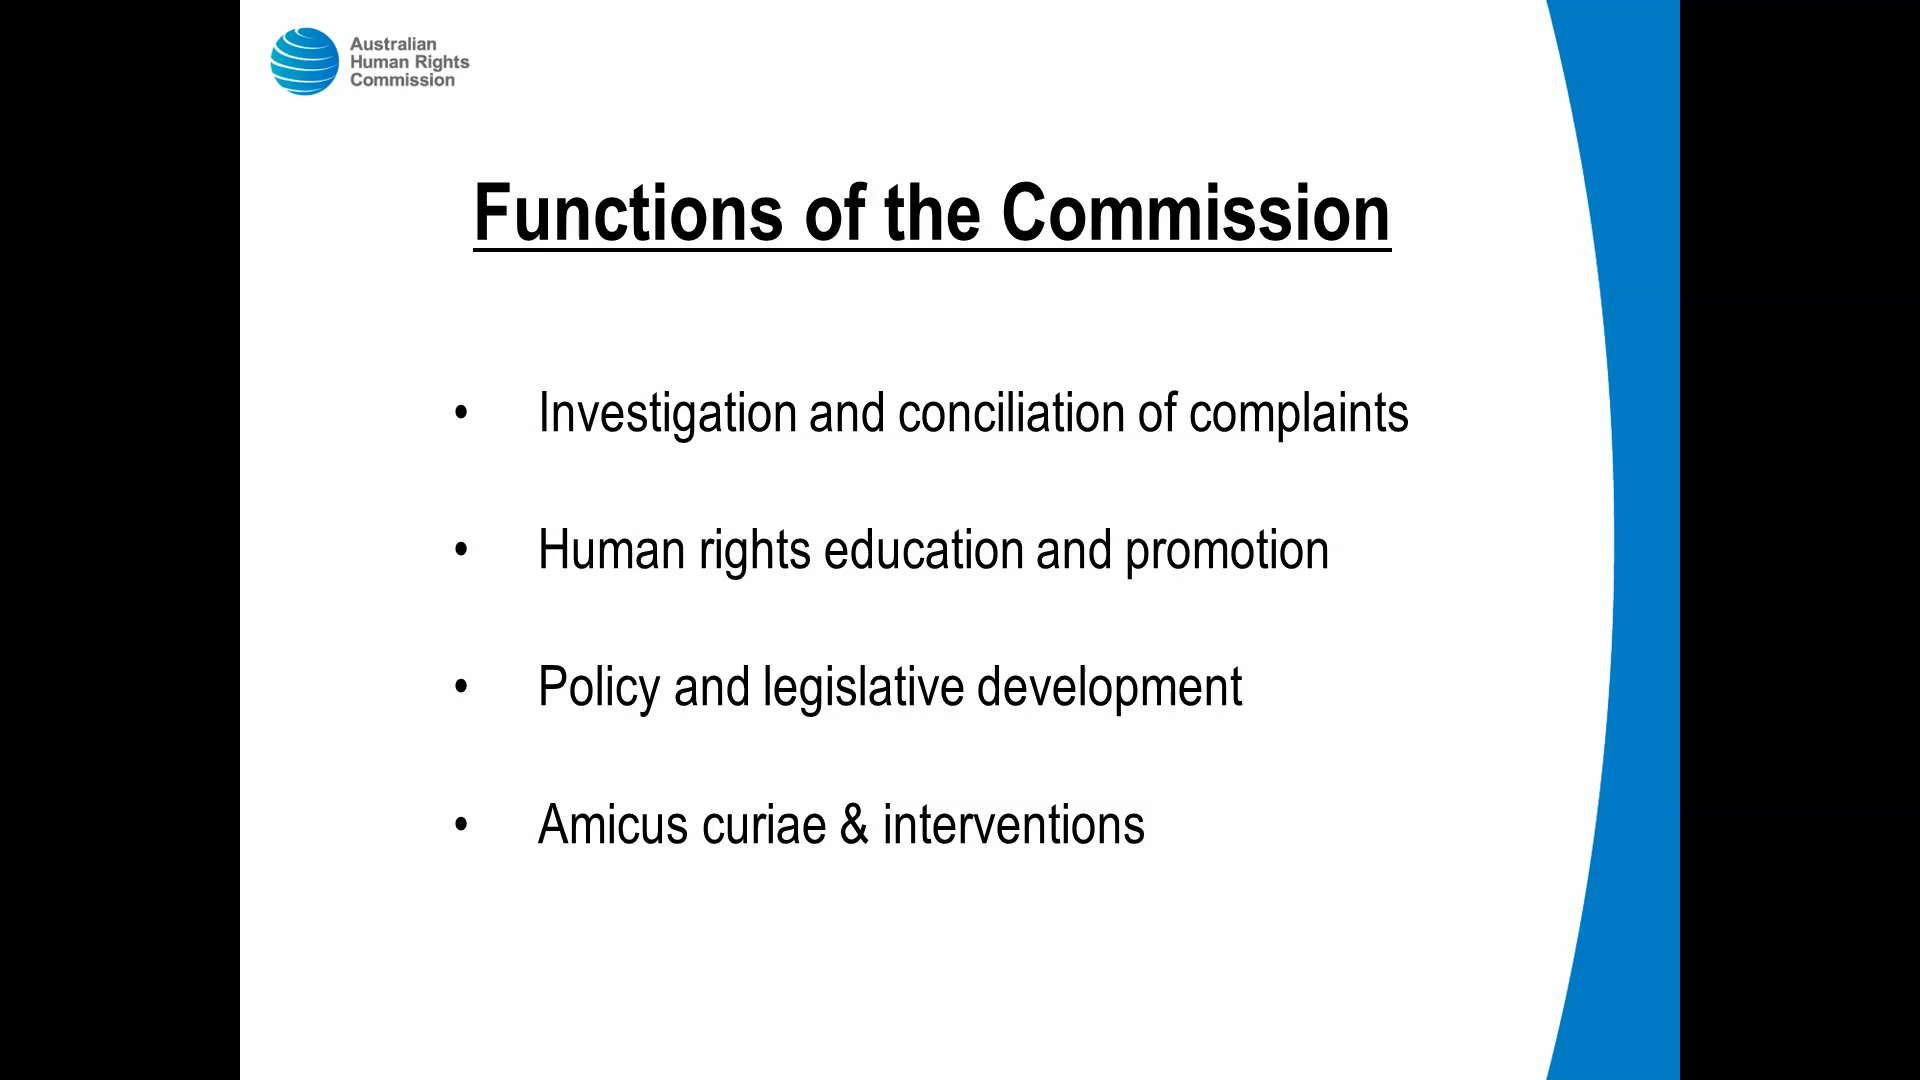 Australian
Human Rights
Commission
Functions of the Commission
• Investigation and conciliation of complaints
• Human rights education and promotion
• Policy and legislative development
• Amicus curiae & interventions